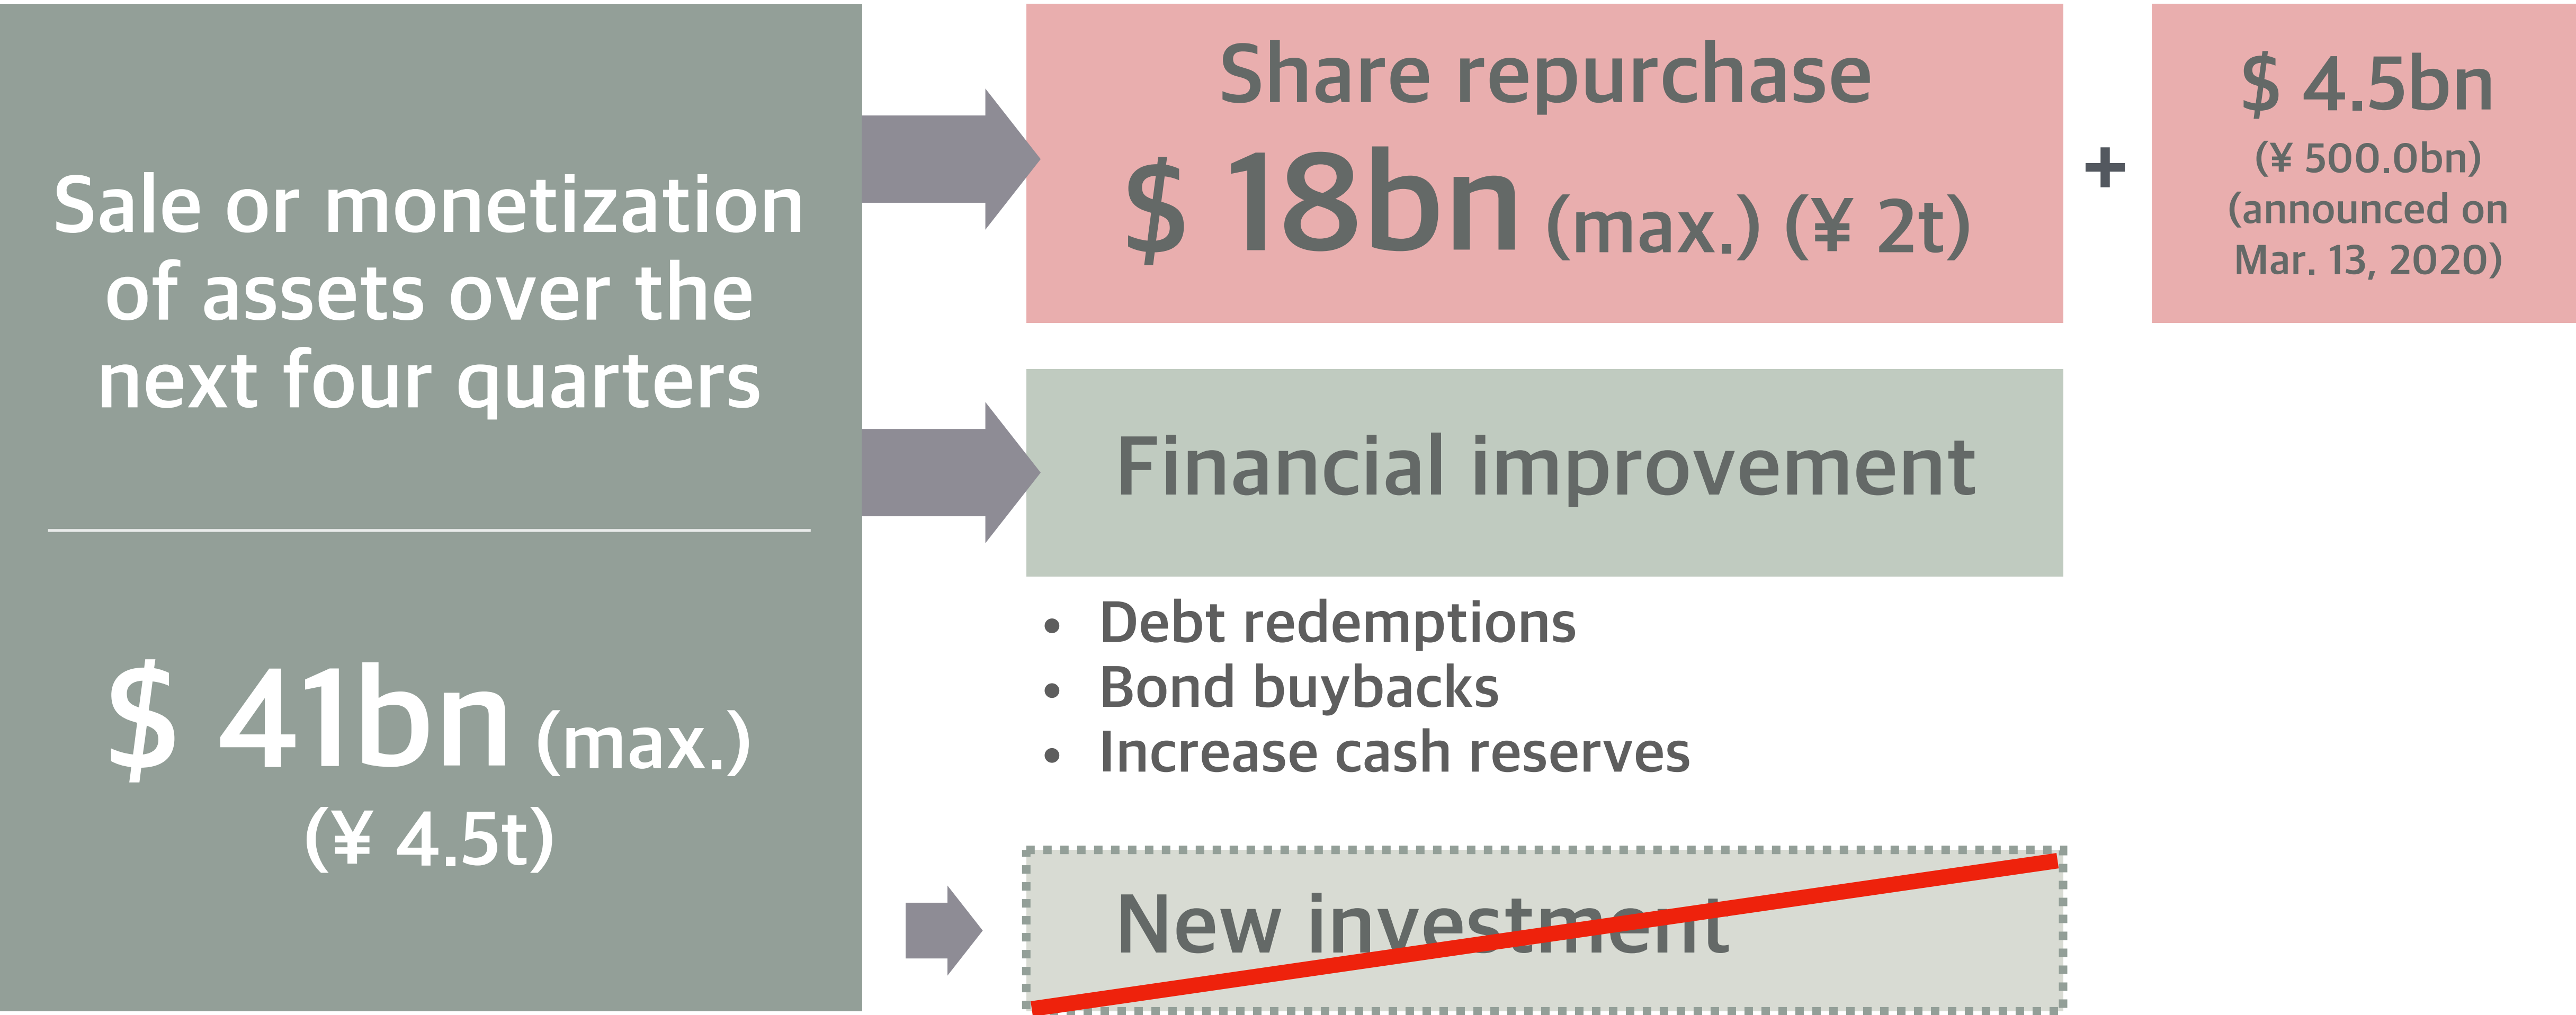 Sale or monetization
of assets over the
next four quarters
$ 41bn (max.)
(¥ 4.5t)
Share repurchase
$ 18bn (max.) (¥ 2t)
+
$ 4.5bn
(¥ 500.0bn)
(announced on
Mar. 13, 2020)
Financial improvement
• Debt redemptions
• Bond buybacks
• Increase cash reserves
New investment